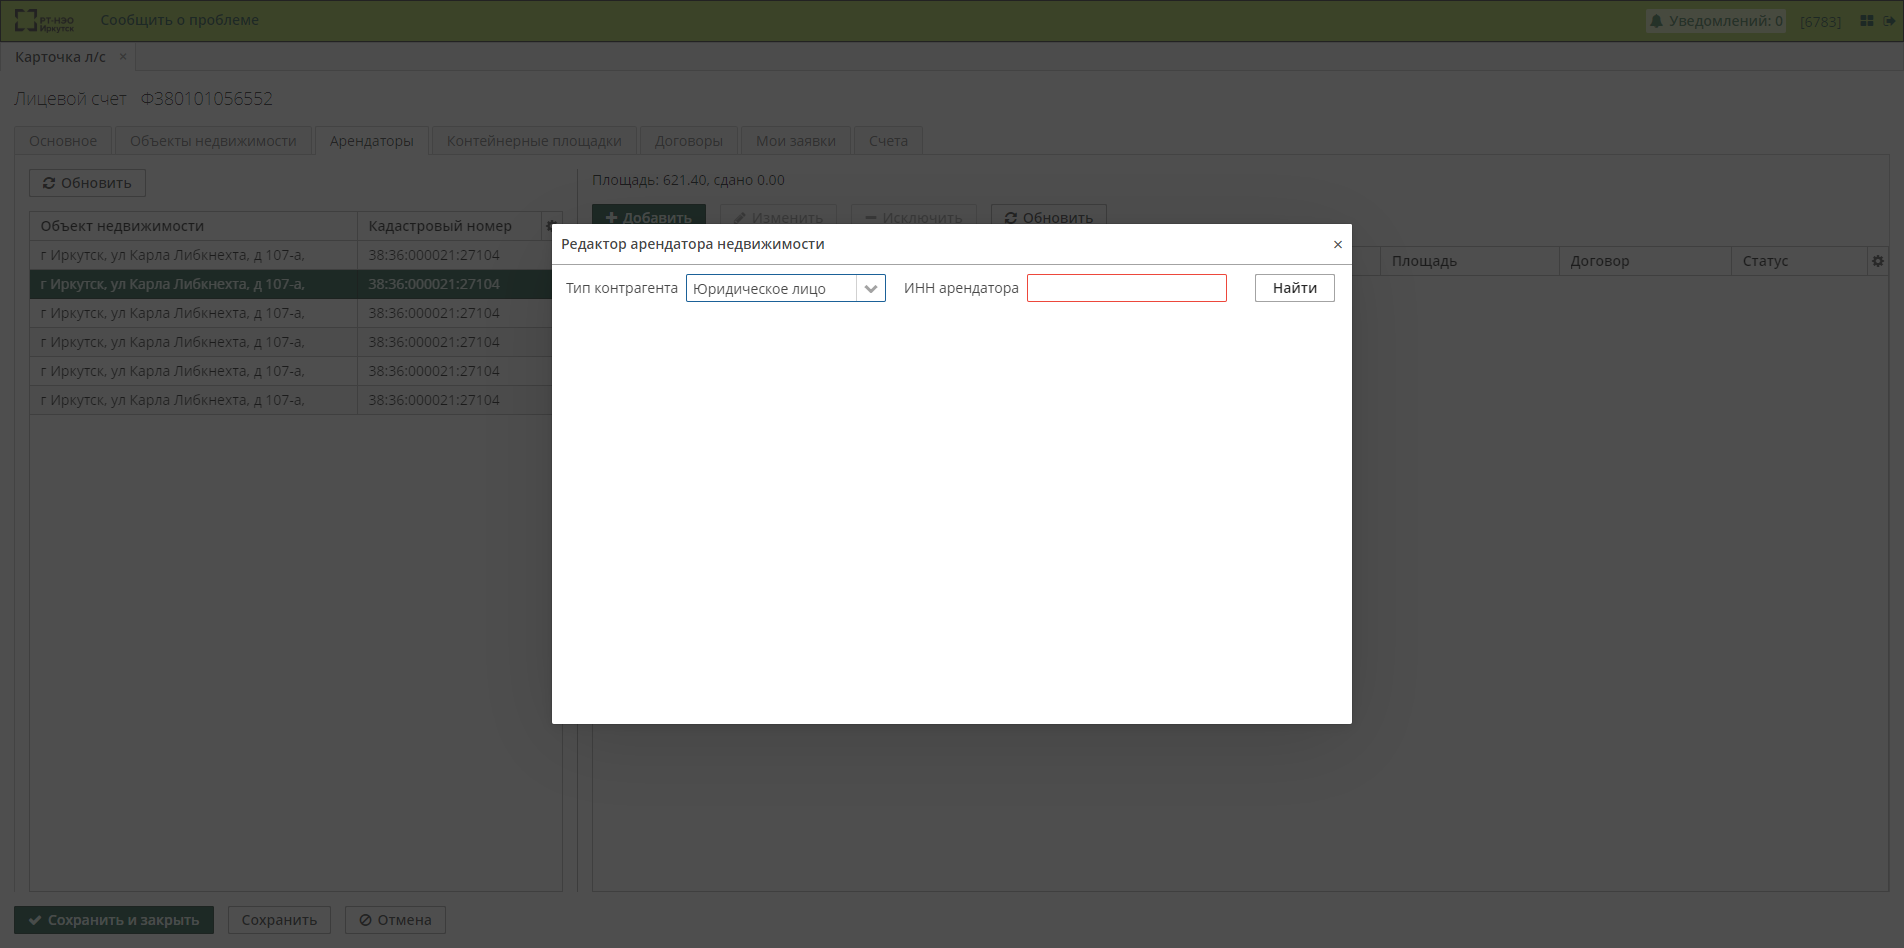 РТ-НЭО
Иркутск
Сообщить о проблеме
Уведомлений: 0
[6783]
Карточка л/с ×
Лицевой счет Ф380101056552
Основное Объекты недвижимости Арендаторы Контейнерные площадки Договоры Мои заявки Счета
Обновить
Площадь: 621.40, сдано 0.00
Добавить Изменить Исключить Обновить
Объект недвижимости Кадастровый номер
г Иркутск, ул Карла Либкнехта, д 107-а, 38:36:000021:27104
г Иркутск, ул Карла Либкнехта, д 107-а, 38:36:000021:27104
г Иркутск, ул Карла Либкнехта, д 107-а, 38:36:000021:27104
г Иркутск, ул Карла Либкнехта, д 107-а, 38:36:000021:27104
г Иркутск, ул Карла Либкнехта, д 107-а, 38:36:000021:27104
г Иркутск, ул Карла Либкнехта, д 107-а, 38:36:000021:27104
Площадь Договор Статус
Редактор арендатора недвижимости ×
Тип контрагента Юридическое лицо ИНН арендатора Найти
Сохранить и закрыть Сохранить Отмена